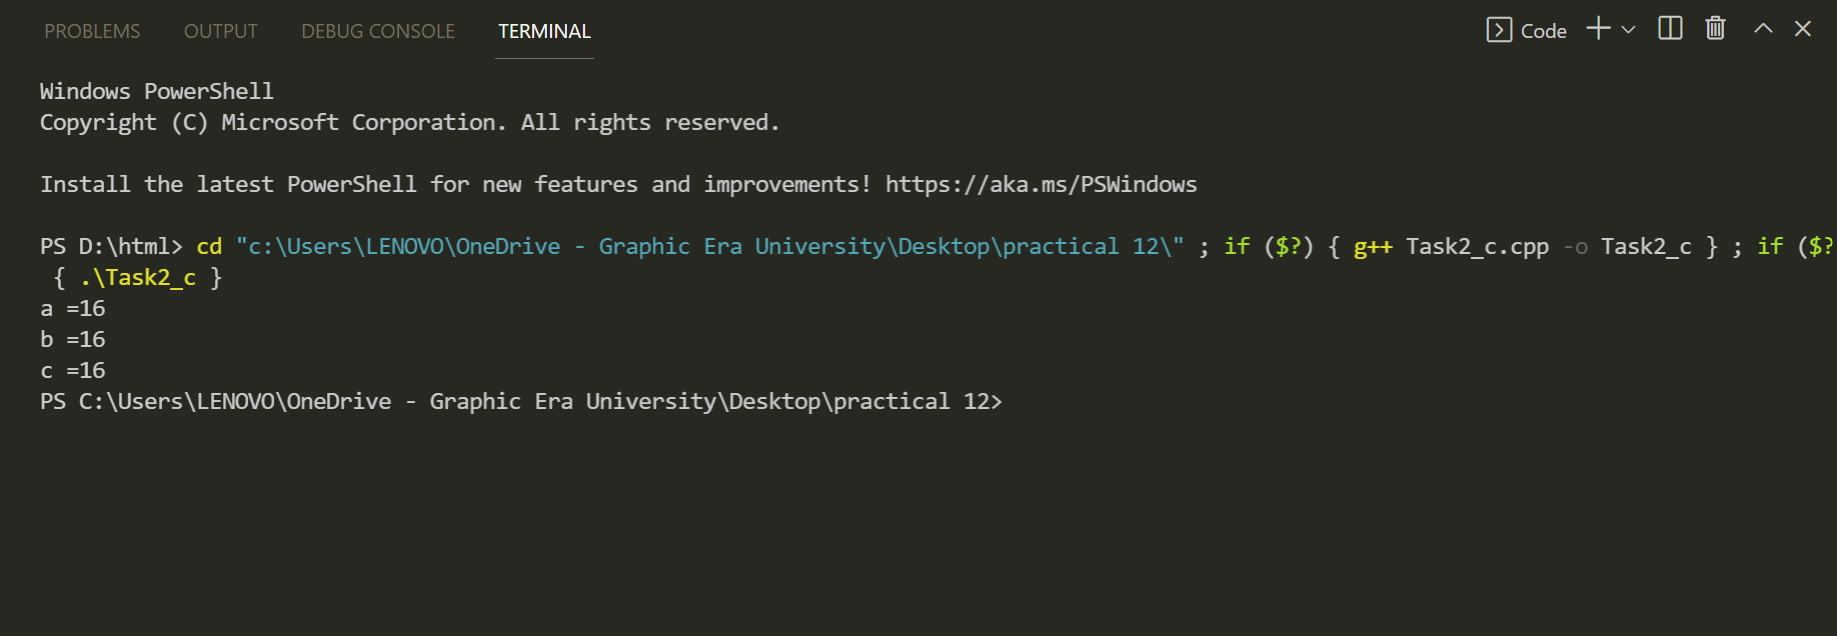 PROBLEMS OUTPUT DEBUG CONSOLE TERMINAL Code
Windows PowerShell
Copyright (C) Microsoft Corporation. All rights reserved.
Install the latest PowerShell for new features and improvements! https://aka.ms/PSWindows
PS D:\html> cd "c:\Users\LENOVO\OneDrive - Graphic Era University\Desktop\practical 12\" ; if ($?) { g++ Task2_c.cpp -o Task2_c } ; if ($?
{ .\Task2_c }
a =16
b =16
c =16
PS C:\Users\LENOVO\OneDrive - Graphic Era University\Desktop\practical 12>